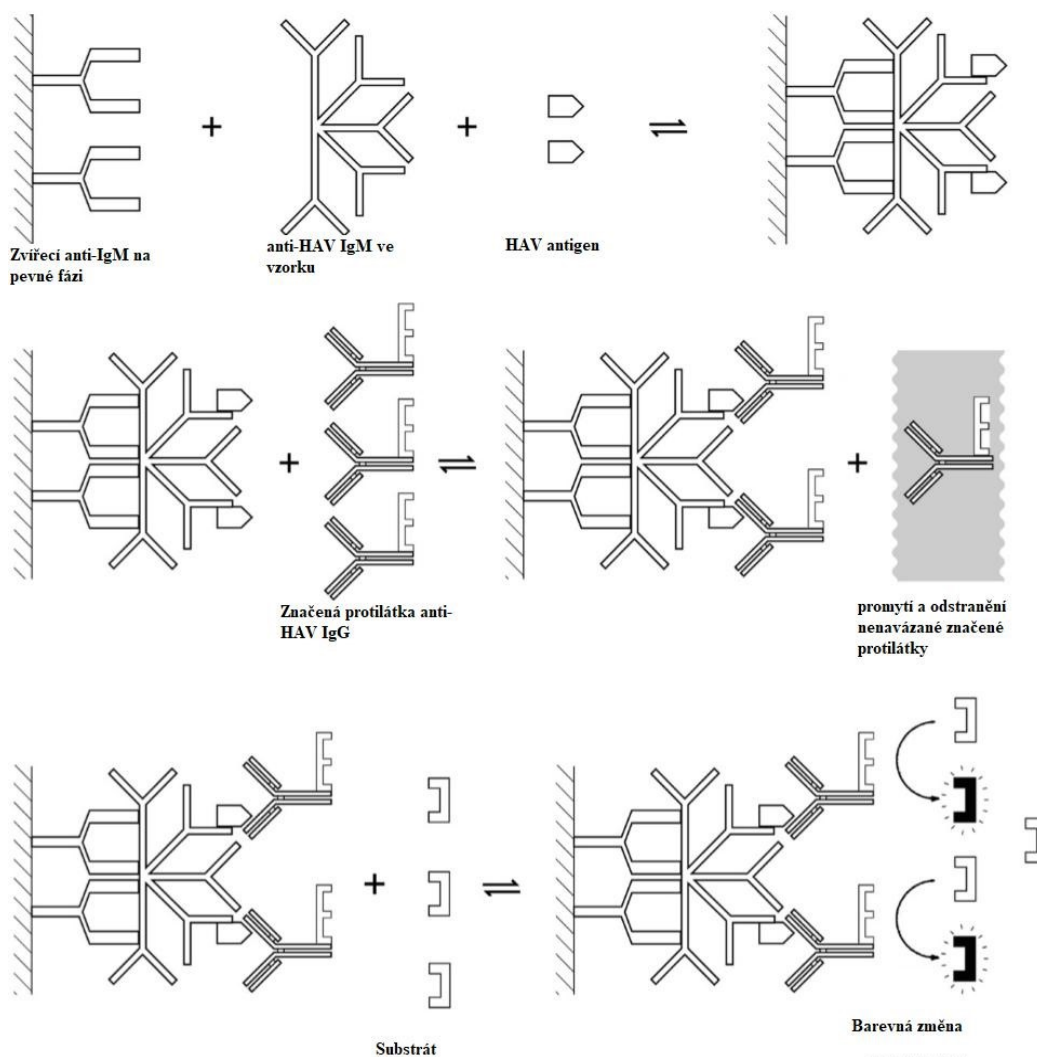 Zvířecí anti-IgM na
pevné fázi
anti-HAV IgM ve
vzorku
HAV antigen
Značená protilátka anti-
HAV IgG
promytí a odstranění
nenavázané značené
protilátky
Substrát
Barevná změna